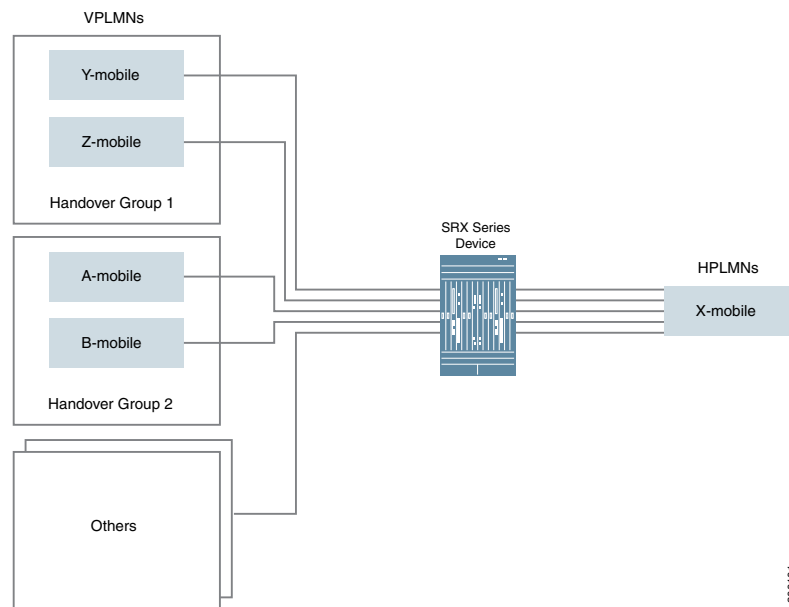 VPLMNs
Y-mobile
Z-mobile
Handover Group 1
A-mobile
B-mobile
Handover Group 2
Others
SRX Series
Device
HPLMNs
X-mobile